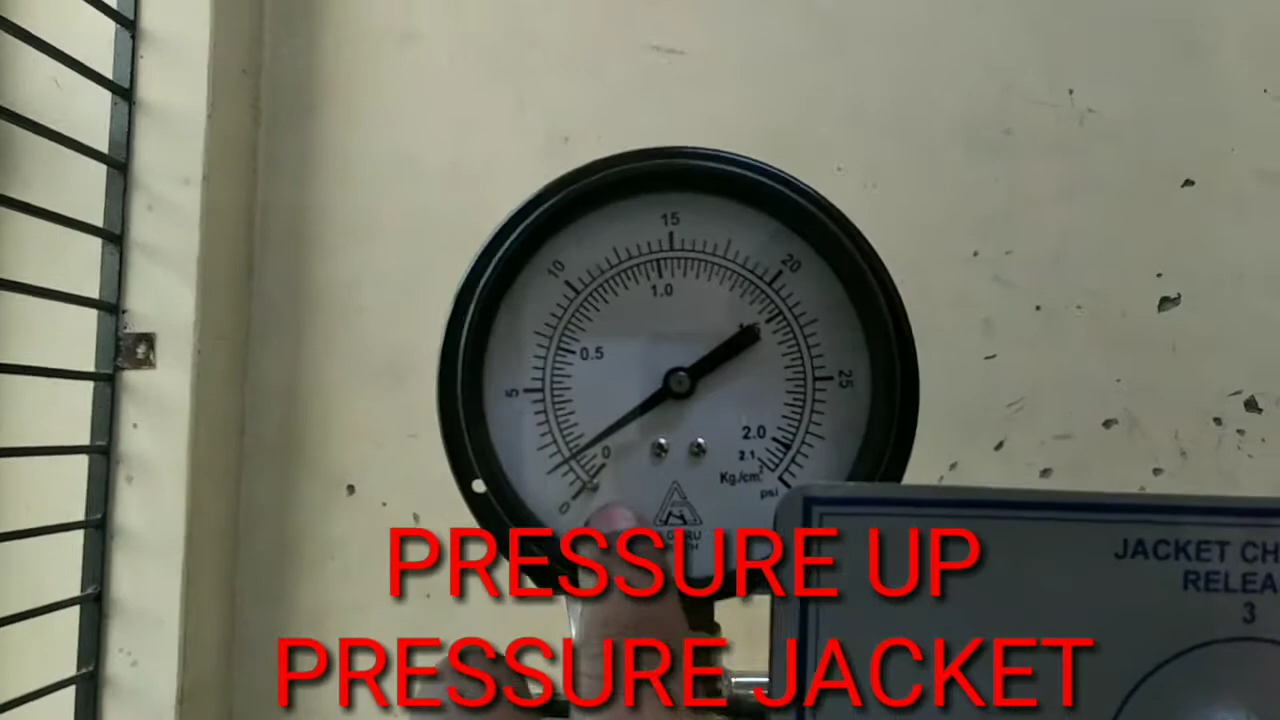 15
10
20
1.0
0.5
5
25
0
2.0
2.1
Kg./cm²
psi
0
PRESSURE UP
JACKET CH
RELEA
3
PRESSURE JACKET